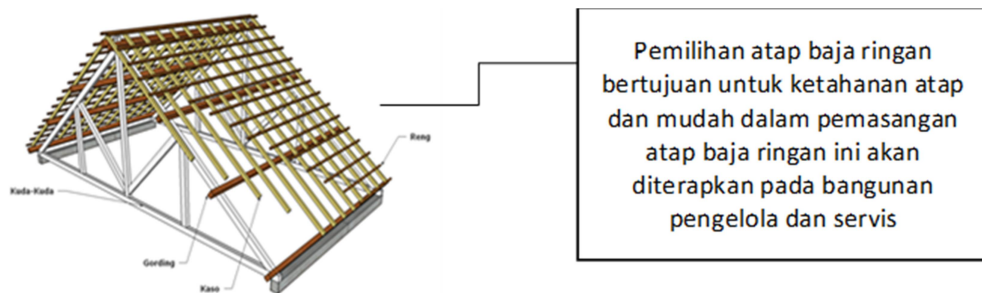 Reng
Kuda-Kuda
Gording
Kaso
Pemilihan atap baja ringan
bertujuan untuk ketahanan atap
dan mudah dalam pemasangan
atap baja ringan ini akan
diterapkan pada bangunan
pengelola dan servis